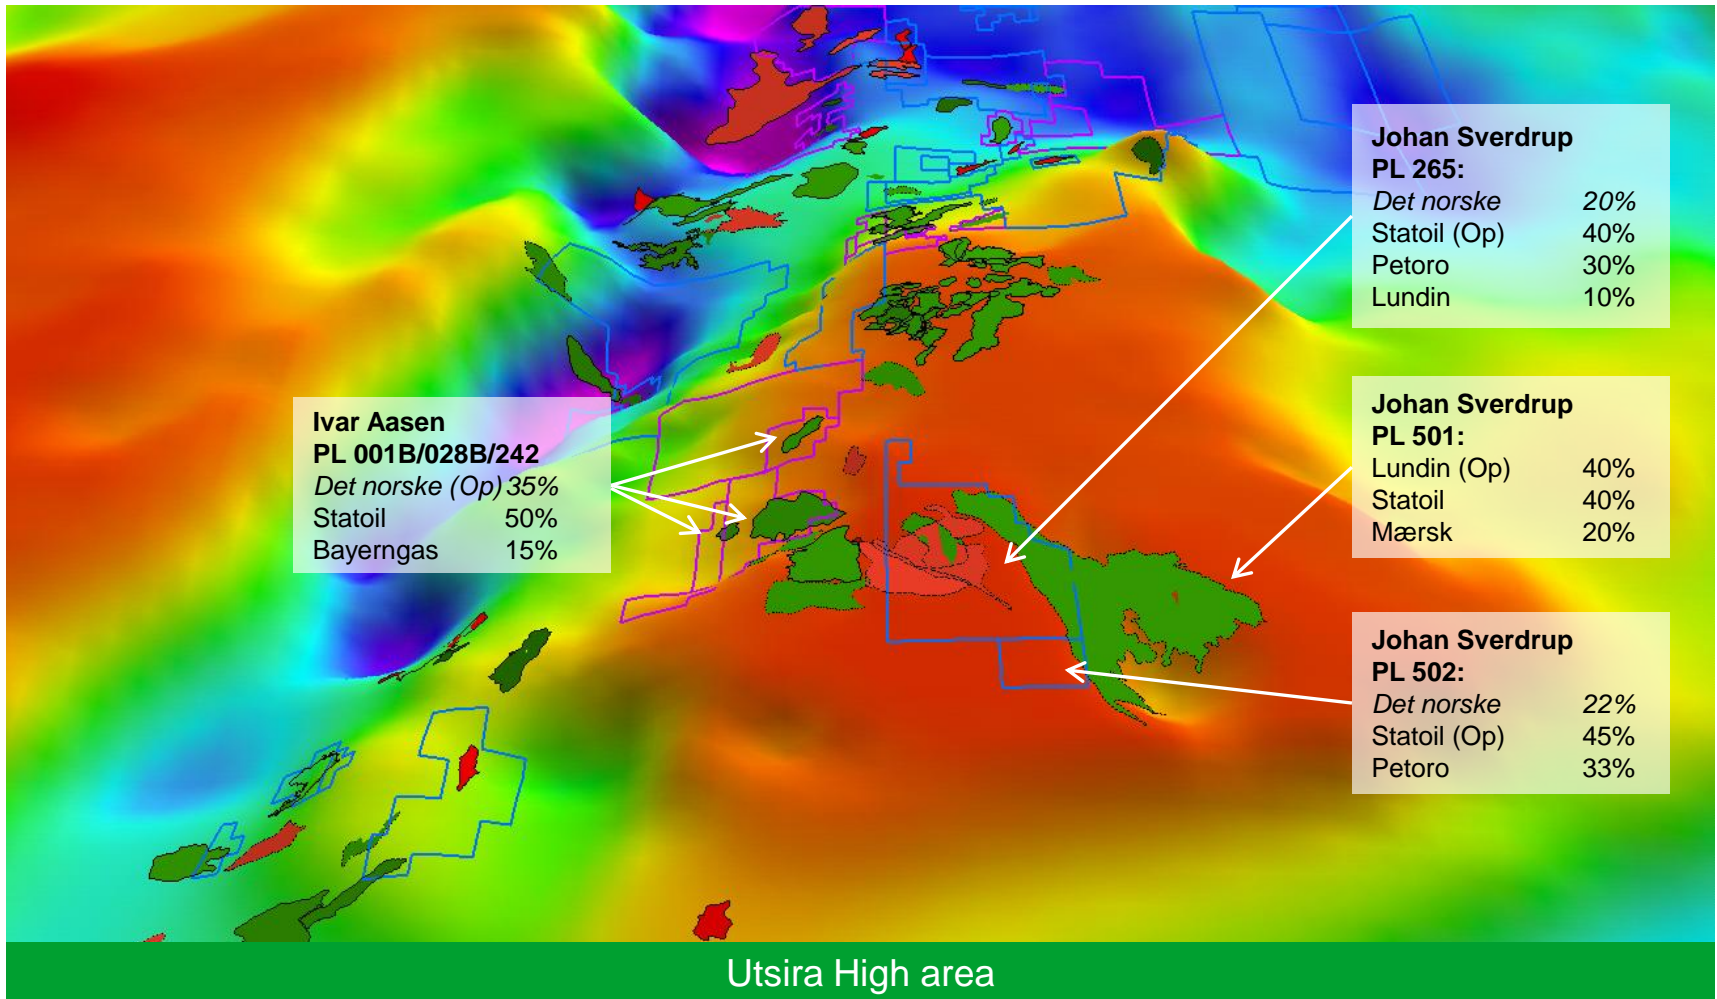 Johan Sverdrup
PL 265:
Det norske 20%
Statoil (Op) 40%
Petoro 30%
Lundin 10%
Ivar Aasen
PL 001B/028B/242
Det norske (Op) 35%
Statoil 50%
Bayerngas 15%
Johan Sverdrup
PL 501:
Lundin (Op) 40%
Statoil 40%
Mærsk 20%
Johan Sverdrup
PL 502:
Det norske 22%
Statoil (Op) 45%
Petoro 33%
Utsira High area